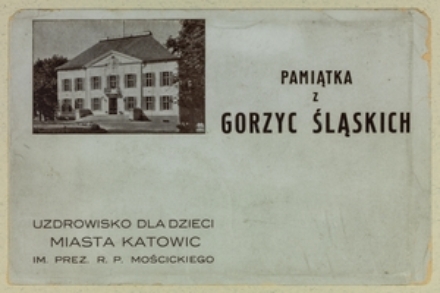 PAMIĄTKA
Z
GORZYC ŚLĄSKICH
UZDROWISKO DLA DZIECI
MIASTA KATOWIC
IM. PREZ. R. P. MOŚCICKIEGO